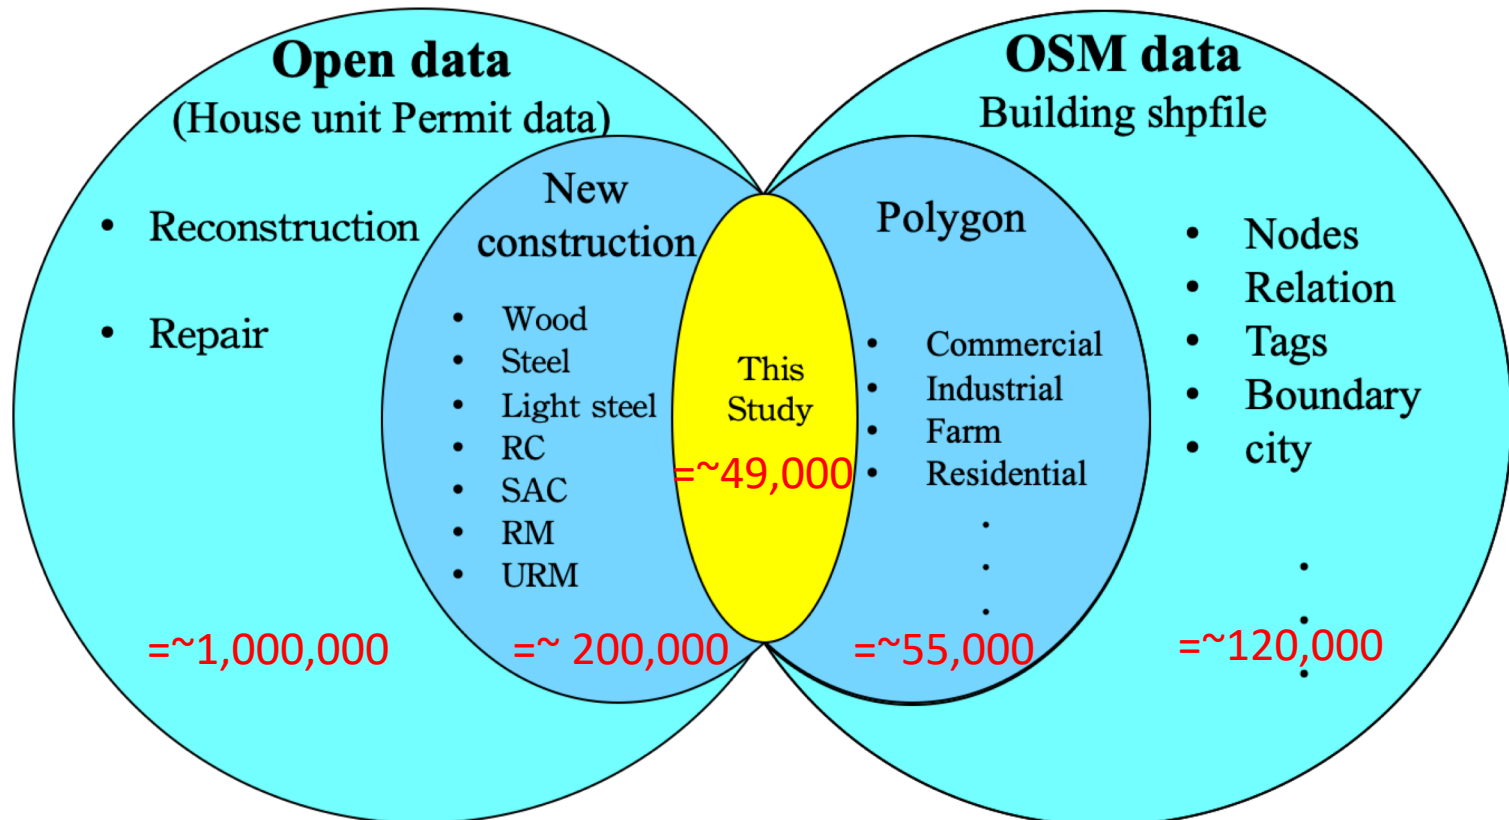 Open data
(House unit Permit data)
• Reconstruction
• Repair
=~1,000,000
New
construction
• Wood
• Steel
• Light steel
• RC
• SAC
• RM
• URM
=~ 200,000
This
Study
=~49,000
Polygon
• Commercial
• Industrial
• Farm
• Residential
.
.
.
=~55,000
OSM data
Building shpfile
• Nodes
• Relation
• Tags
• Boundary
• city
.
.
.
=~120,000